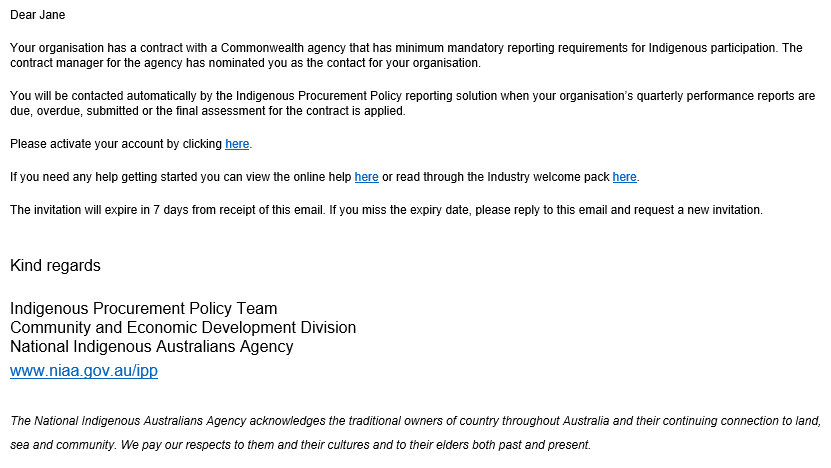 Dear Jane
Your organisation has a contract with a Commonwealth agency that has minimum mandatory reporting requirements for Indigenous participation. The
contract manager for the agency has nominated you as the contact for your organisation.
You will be contacted automatically by the Indigenous Procurement Policy reporting solution when your organisation's quarterly performance reports are
due, overdue, submitted or the final assessment for the contract is applied.
Please activate your account by clicking here.
If you need any help getting started you can view the online help here or read through the Industry welcome pack here.
The invitation will expire in 7 days from receipt of this email. If you miss the expiry date, please reply to this email and request a new invitation.
Kind regards
Indigenous Procurement Policy Team
Community and Economic Development Division
National Indigenous Australians Agency
www.niaa.gov.au/ipp
The National Indigenous Australians Agency acknowledges the traditional owners of country throughout Australia and their continuing connection to land,
sea and community. We pay our respects to them and their cultures and to their elders both past and present.